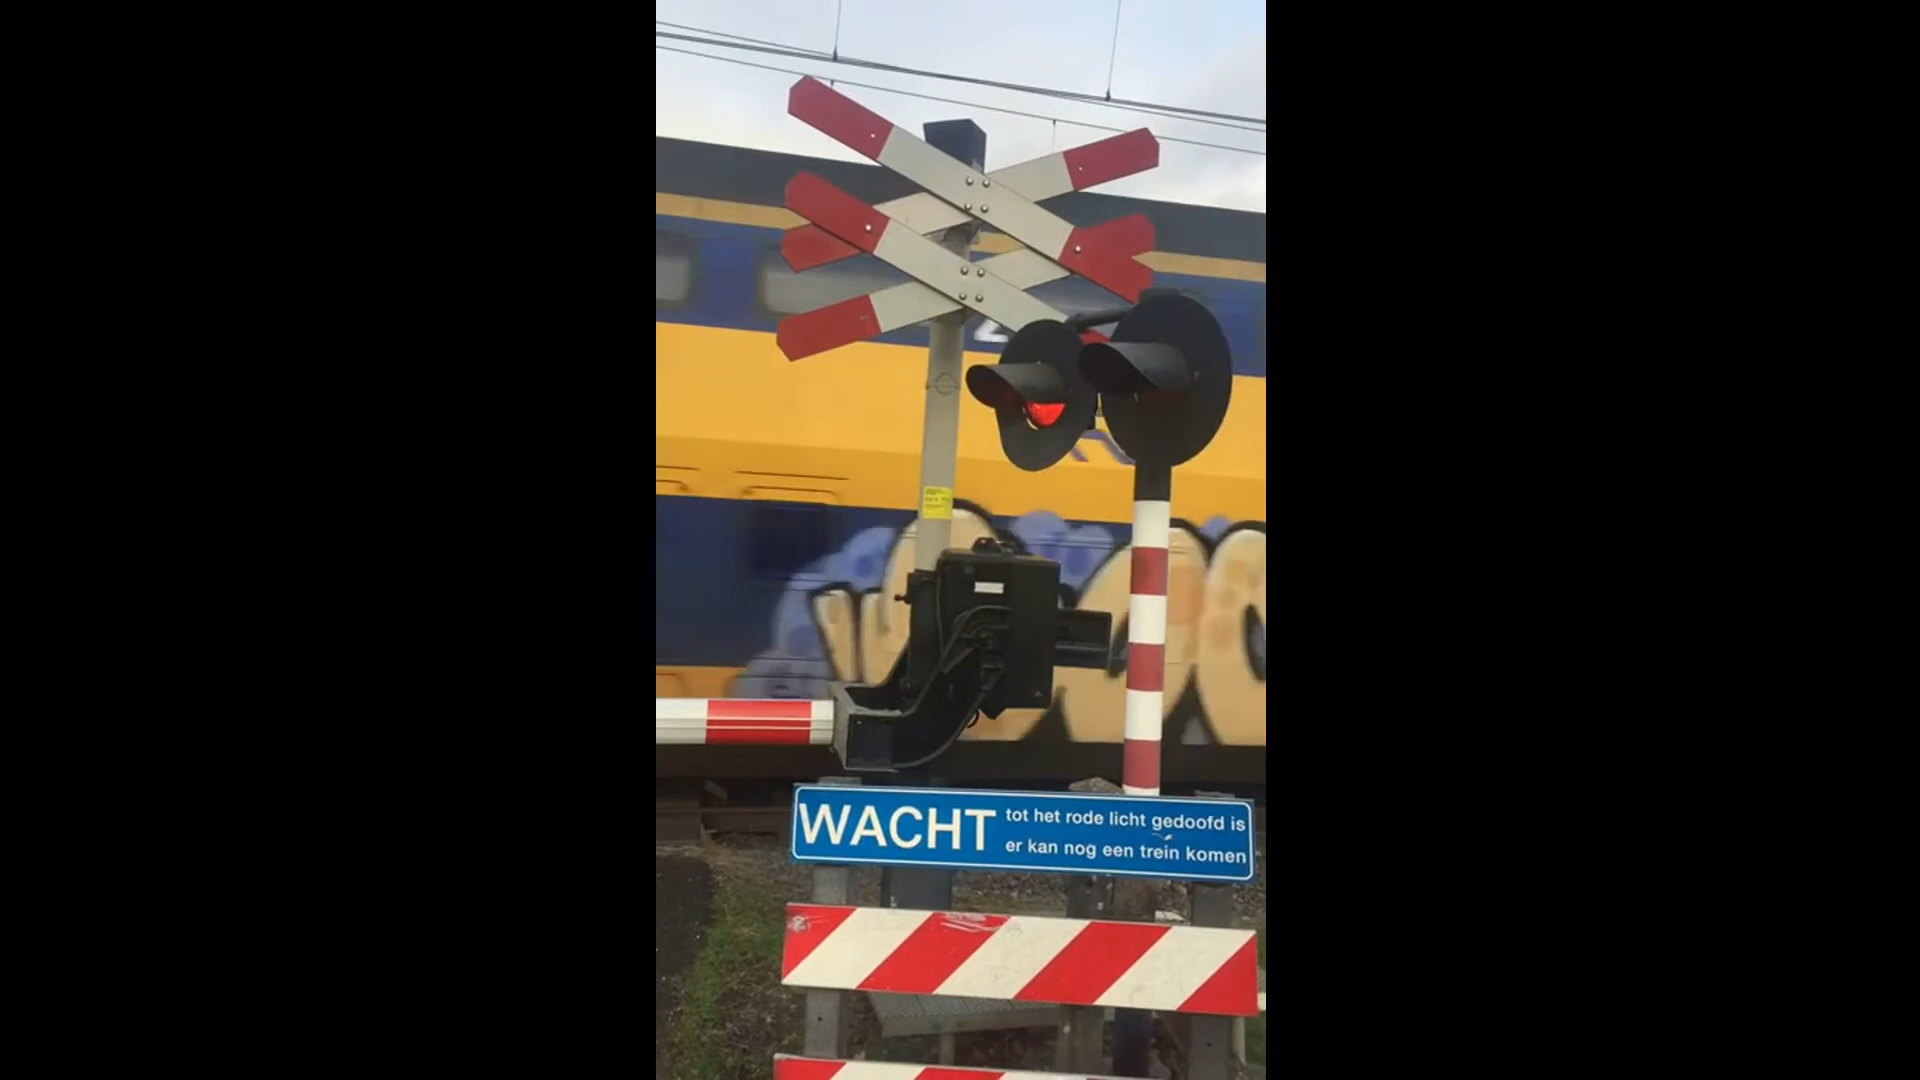 WACHT
tot het rode licht gedoofd is
er kan nog een trein komen